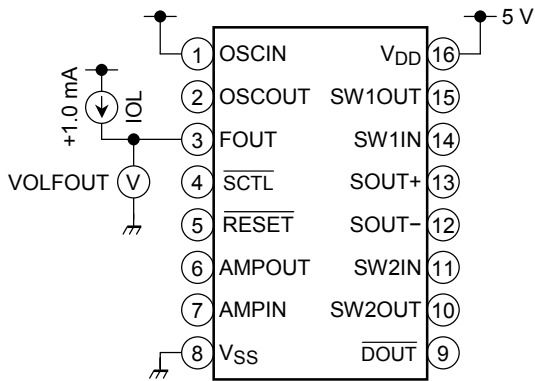 5 V
1 OSCIN VDD 16
+1.0 mA
IOL
2 OSCOUT SW1OUT 15
3 FOUT SW1IN 14
VOLFOUT V
4 SCTL SOUT+ 13
5 RESET SOUT− 12
6 AMPOUT SW2IN 11
7 AMPIN SW2OUT 10
8 VSS DOUT 9